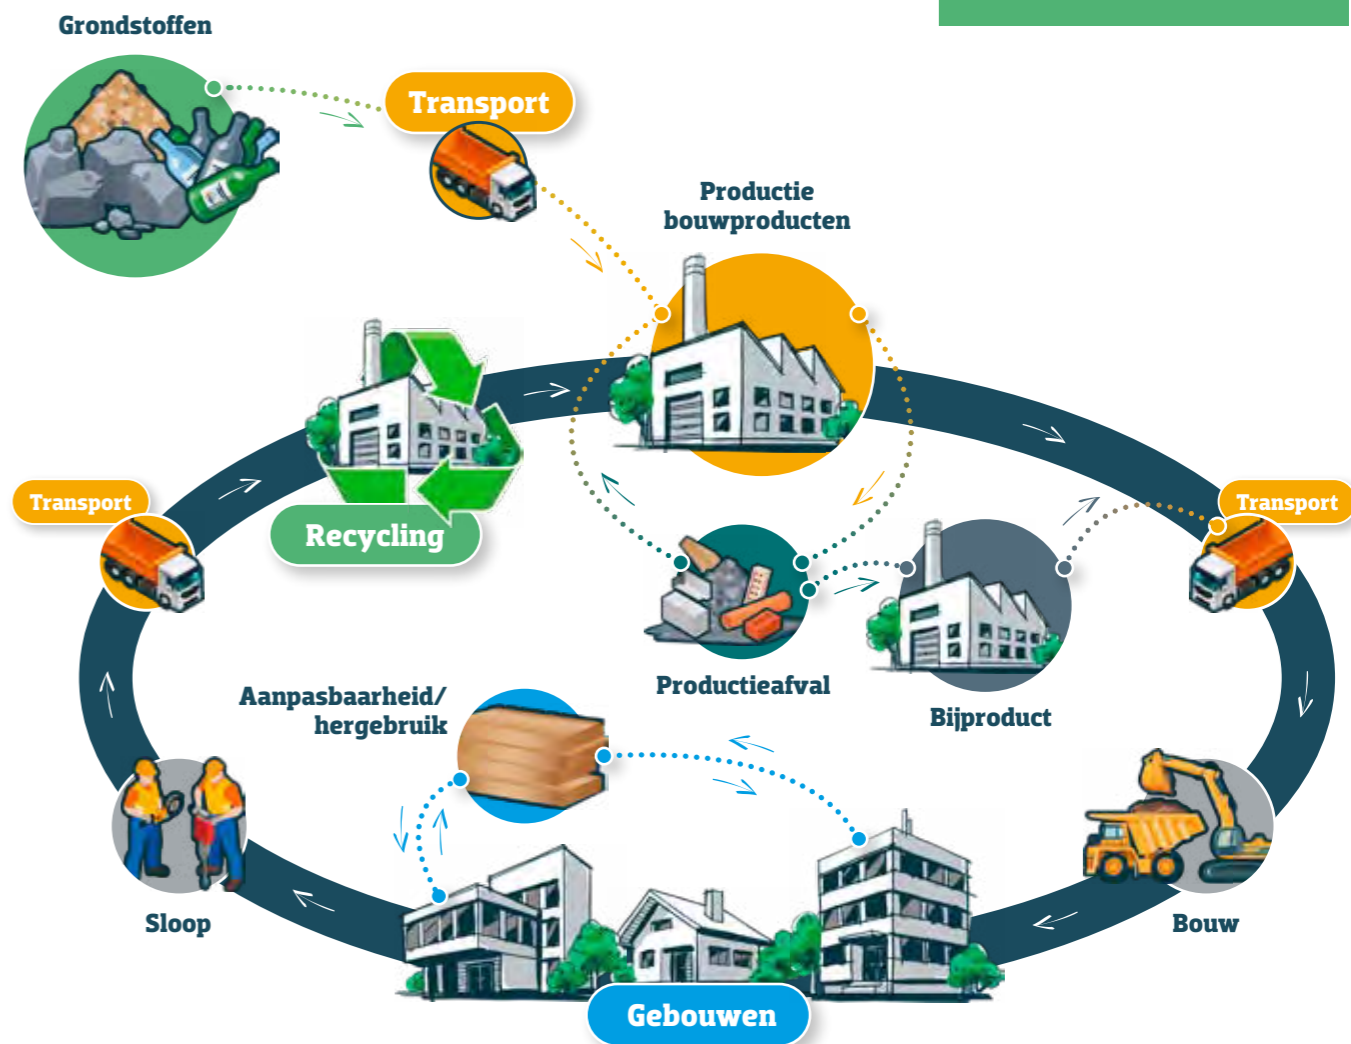 Grondstoffen
Transport
Productie
bouwproducten
Transport
Recycling
Transport
Productieafval
Bijproduct
Aanpasbaarheid/
hergebruik
Sloop
Bouw
Gebouwen